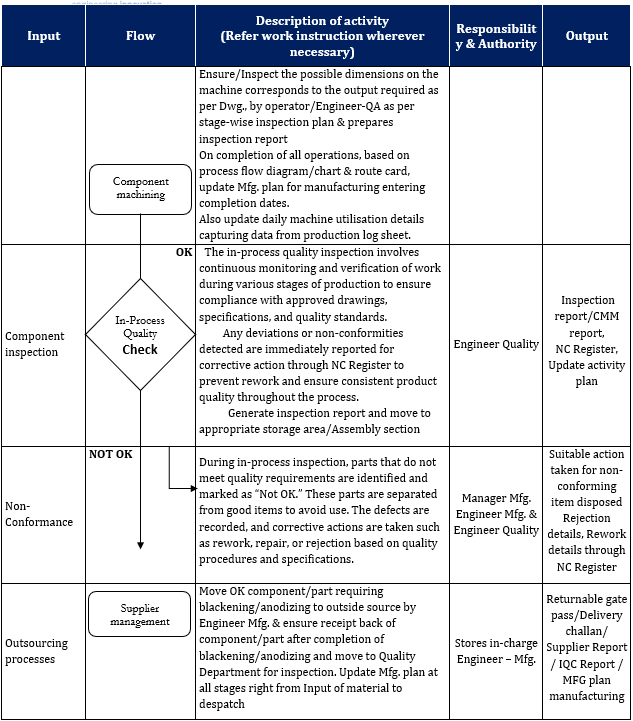 Input
Flow
Description of activity
(Refer work instruction wherever
necessary)
Responsibilit
y & Authority
Output
Component
machining
Ensure/Inspect the possible dimensions on the
machine corresponds to the output required as
per Dwg., by operator/Engineer-QA as per
stage-wise inspection plan & prepares
inspection report
On completion of all operations, based on
process flow diagram/chart & route card,
update Mfg. plan for manufacturing entering
completion dates.
Also update daily machine utilisation details
capturing data from production log sheet.
Component
inspection
OK
In-Process
Quality
Check
The in-process quality inspection involves
continuous monitoring and verification of work
during various stages of production to ensure
compliance with approved drawings,
specifications, and quality standards.
Any deviations or non-conformities
detected are immediately reported for
corrective action through NC Register to
prevent rework and ensure consistent product
quality throughout the process.
Generate inspection report and move to
appropriate storage area/Assembly section
Engineer Quality
Inspection
report/CMM
report,
NC Register,
Update activity
plan
Non-
Conformance
NOT OK
During in-process inspection, parts that do not
meet quality requirements are identified and
marked as “Not OK.” These parts are separated
from good items to avoid use. The defects are
recorded, and corrective actions are taken such
as rework, repair, or rejection based on quality
procedures and specifications.
Manager Mfg.
Engineer Mfg. &
Engineer Quality
Suitable action
taken for non-
conforming
item disposed
Rejection
details, Rework
details through
NC Register
Outsourcing
processes
Supplier
management
Move OK component/part requiring
blackening/anodizing to outside source by
Engineer Mfg. & ensure receipt back of
component/part after completion of
blackening/anodizing and move to Quality
Department for inspection. Update Mfg. plan at
all stages right from Input of material to
despatch
Stores in-charge
Engineer – Mfg.
Returnable gate
pass/Delivery
challan/
Supplier Report
/ IQC Report /
MFG plan
manufacturing